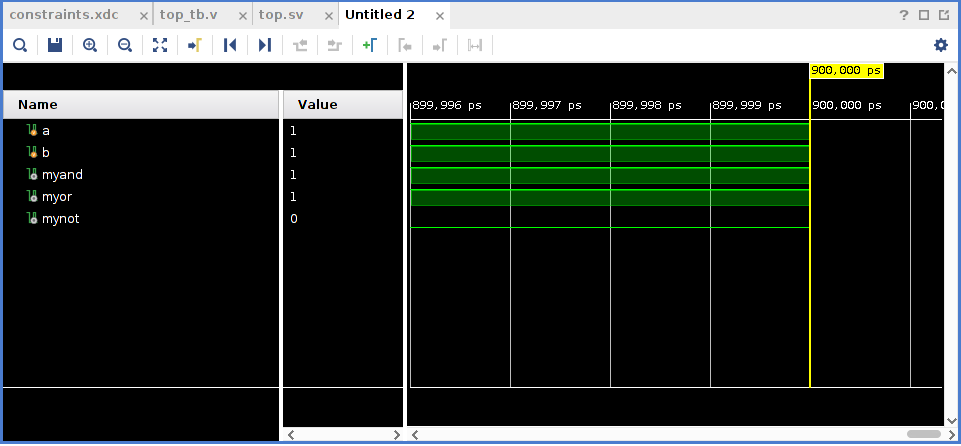 constraints.xdc × top_tb.v × top.sv × Untitled 2 × ?
900,000 ps
Name Value 899,996 ps 899,997 ps 899,998 ps 899,999 ps 900,000 ps 900,0
a 1
b 1
myand 1
myor 1
mynot 0